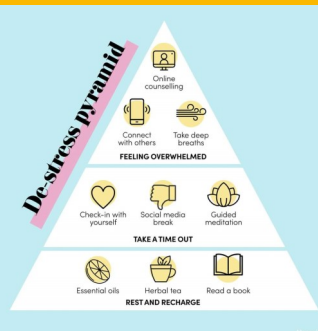 De-stress pyramid
Online
counselling
Connect
with others
Take deep
breaths
FEELING OVERWHELMED
Check-in with
yourself
Social media
break
Guided
meditation
TAKE A TIME OUT
Essential oils
Herbal tea
Read a book
REST AND RECHARGE